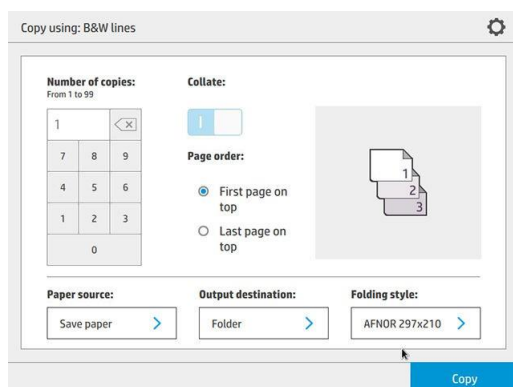 Copy using: B&W lines
Number of copies:
From 1 to 99
1
7 8 9
4 5 6
1 2 3
0
Collate:
Page order:
First page on
top
Last page on
top
1
2
3
Paper source:
Save paper
Output destination:
Folder
Folding style:
AFNOR 297x210
Copy